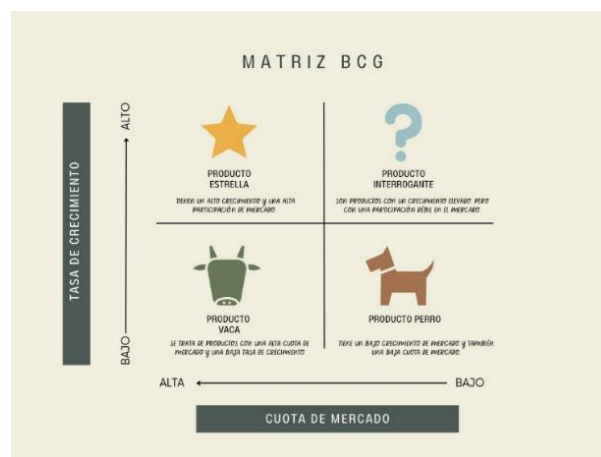 MATRIZ BCG
TASA DE CRECIMIENTO
ALTO
BAJO
PRODUCTO
ESTRELLA
TIENEN UN ALTO CRECIMIENTO Y UNA ALTA
PARTICIPACIÓN DE MERCADO
?
PRODUCTO
INTERROGANTE
SON PRODUCTOS CON UN CRECIMIENTO ELEVADO PERO
CON UNA PARTICIPACIÓN DÉBIL EN EL MERCADO
PRODUCTO
VACA
SE TRATA DE PRODUCTOS CON UNA ALTA CUOTA DE
MERCADO Y UNA BAJA TASA DE CRECIMIENTO
PRODUCTO PERRO
TIENE UN BAJO CRECIMIENTO DE MERCADO Y TAMBIÉN
UNA BAJA CUOTA DE MERCADO
ALTA
BAJO
CUOTA DE MERCADO